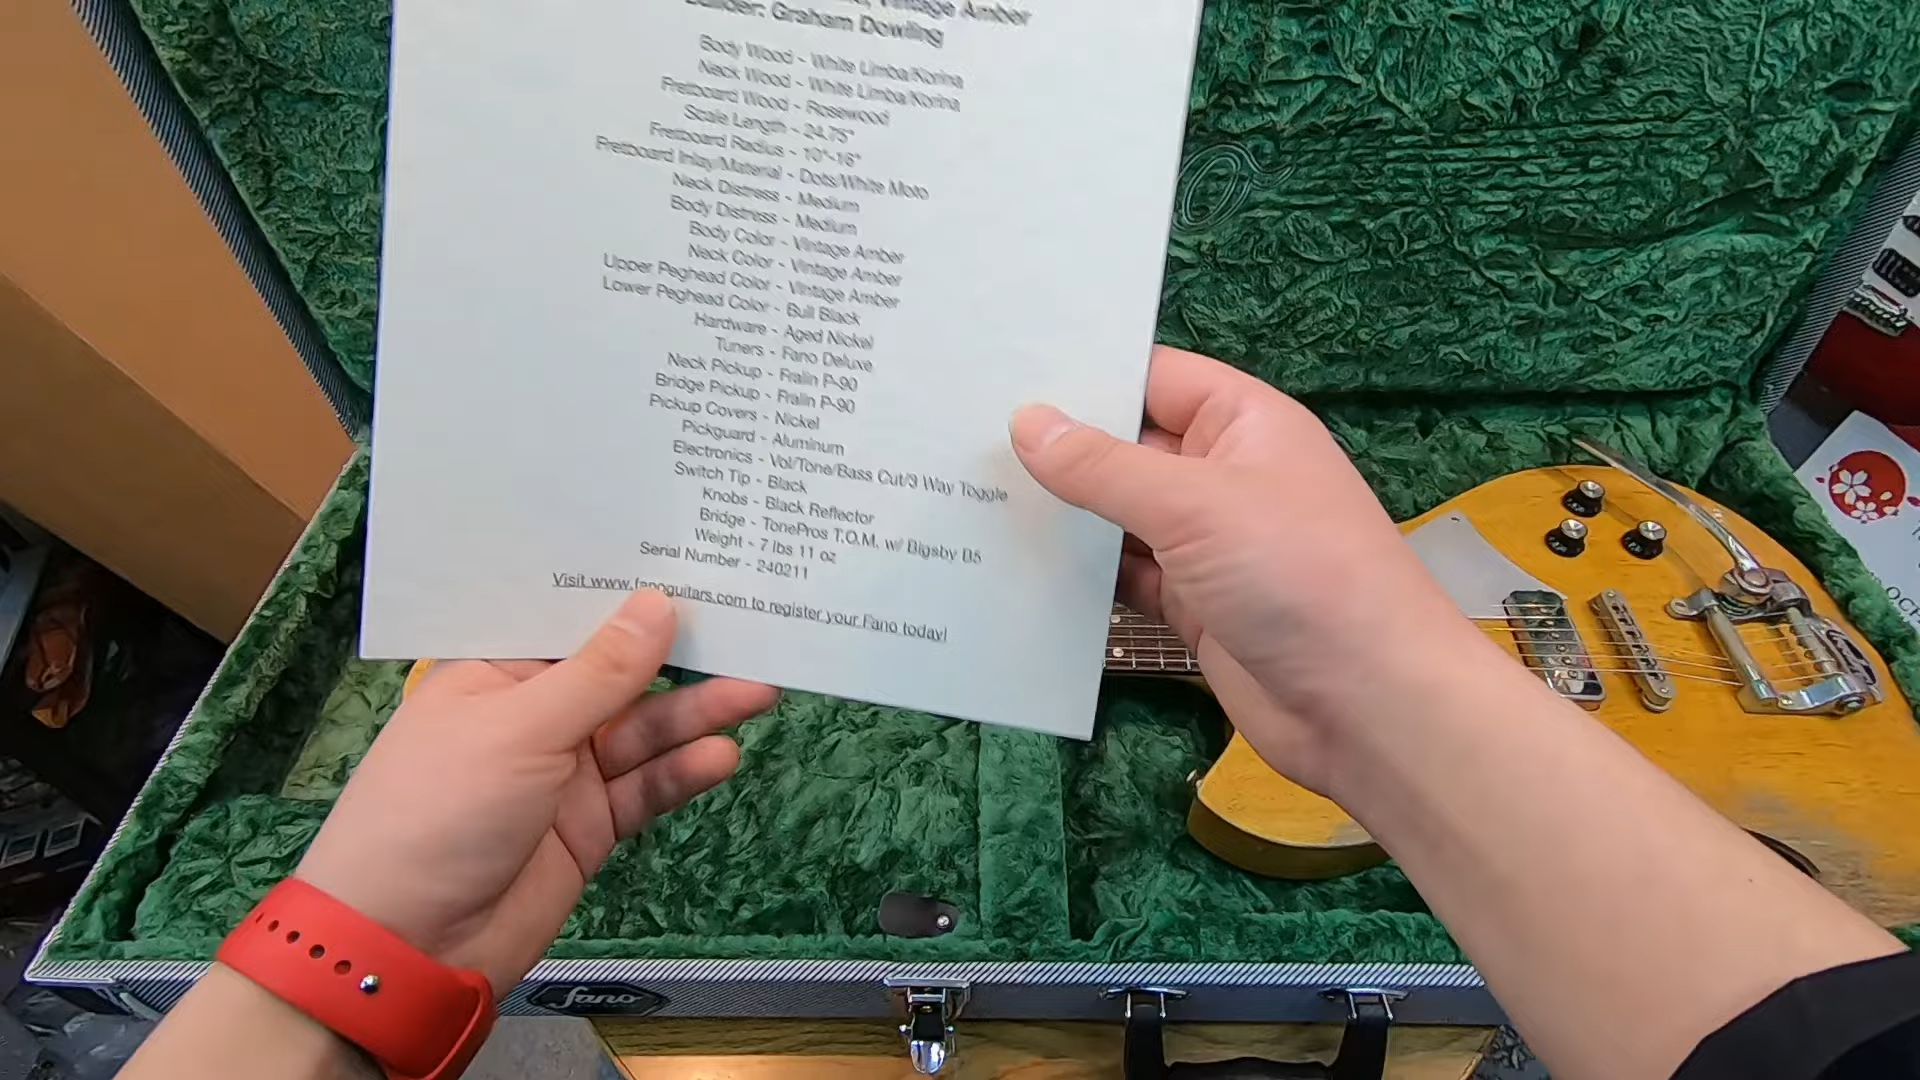 Vintage Amber
Builder: Graham Dowling
Body Wood - White Limba/Korina
Neck Wood - White Limba/Korina
Fretboard Wood - Rosewood
Scale Length - 24.75"
Fretboard Radius - 10"-16"
Fretboard Inlay/Material - Dots/White Moto
Neck Distress - Medium
Body Distress - Medium
Body Color - Vintage Amber
Neck Color - Vintage Amber
Upper Peghead Color - Vintage Amber
Lower Peghead Color - Bull Black
Hardware - Aged Nickel
Tuners - Fano Deluxe
Neck Pickup - Fralin P-90
Bridge Pickup - Fralin P-90
Pickup Covers - Nickel
Pickguard - Aluminum
Electronics - Vol/Tone/Bass Cut/3 Way Toggle
Switch Tip - Black
Knobs - Black Reflector
Bridge - TonePros T.O.M. w/ Bigsby B5
Weight - 7 lbs 11 oz
Serial Number - 240211
Visit www.fanoguitars.com to register your Fano today!
fano